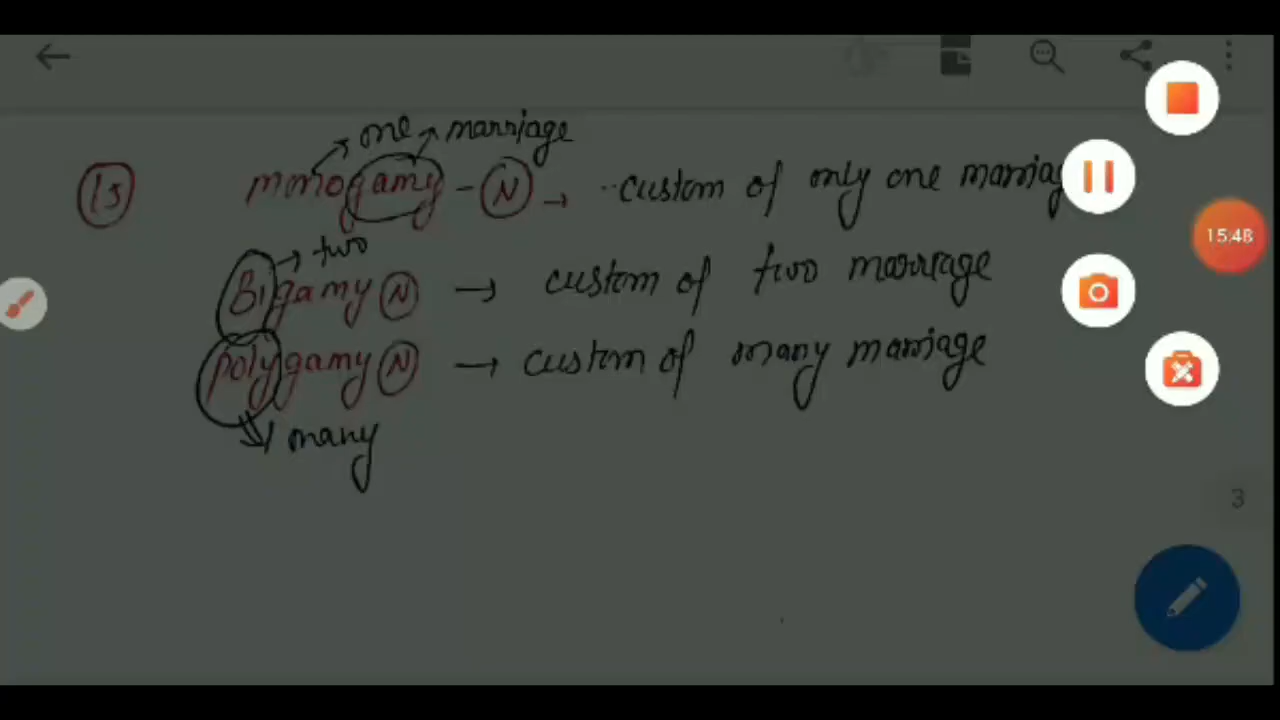 one marriage
15 monogamy - N → custom of only one marriag
→ two
Bigamy N → custom of two marriage
polygamy N → custom of many marriage
many
15:48
3